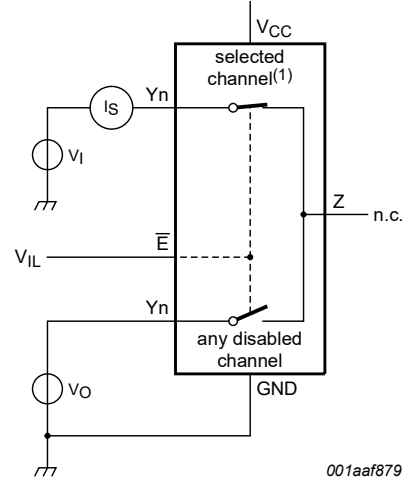 VCC
selected
channel(1)
Yn
IS
VI
Z
n.c.
E̅
VIL
Yn
any disabled
channel
VO
GND
001aaf879